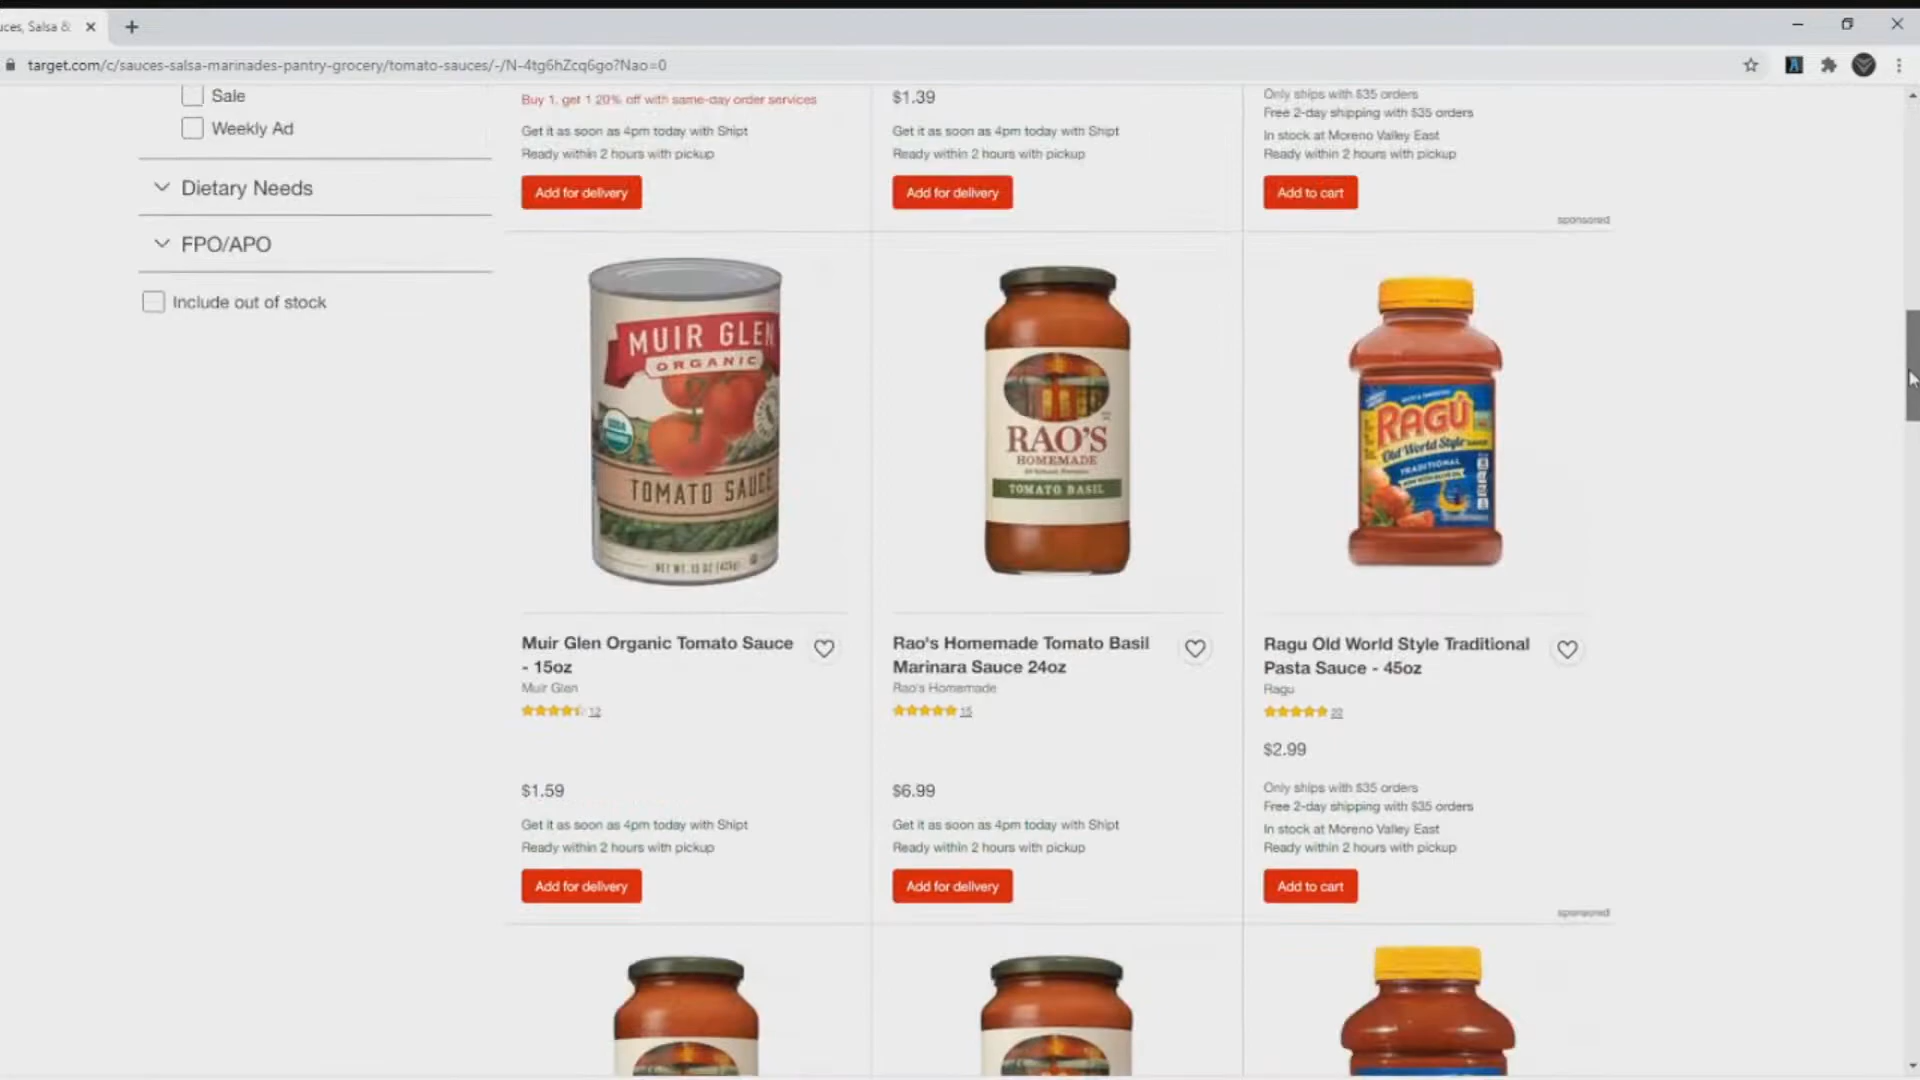 uces, Salsa &
target.com/c/sauces-salsa-marinades-pantry-grocery/tomato-sauces/-/N-4tg6hZcq6go?Nao=0
Sale
Weekly Ad
Dietary Needs
FPO/APO
Include out of stock
Buy 1, get 1 20% off with same-day order services
Get it as soon as 4pm today with Shipt
Ready within 2 hours with pickup
Add for delivery
$1.39
Get it as soon as 4pm today with Shipt
Ready within 2 hours with pickup
Add for delivery
Only ships with $35 orders
Free 2-day shipping with $35 orders
In stock at Moreno Valley East
Ready within 2 hours with pickup
Add to cart
sponsored
MUIR GLEN
ORGANIC
USDA
ORGANIC
TOMATO SAUCE
NET WT. 15 OZ (425g)
RAO'S
HOMEMADE
TOMATO BASIL
RAGÚ
Old World Style
TRADITIONAL
Muir Glen Organic Tomato Sauce
- 15oz
Muir Glen
12
$1.59
Get it as soon as 4pm today with Shipt
Ready within 2 hours with pickup
Add for delivery
Rao's Homemade Tomato Basil
Marinara Sauce 24oz
Rao's Homemade
15
$6.99
Get it as soon as 4pm today with Shipt
Ready within 2 hours with pickup
Add for delivery
Ragu Old World Style Traditional
Pasta Sauce - 45oz
Ragu
22
$2.99
Only ships with $35 orders
Free 2-day shipping with $35 orders
In stock at Moreno Valley East
Ready within 2 hours with pickup
Add to cart
sponsored